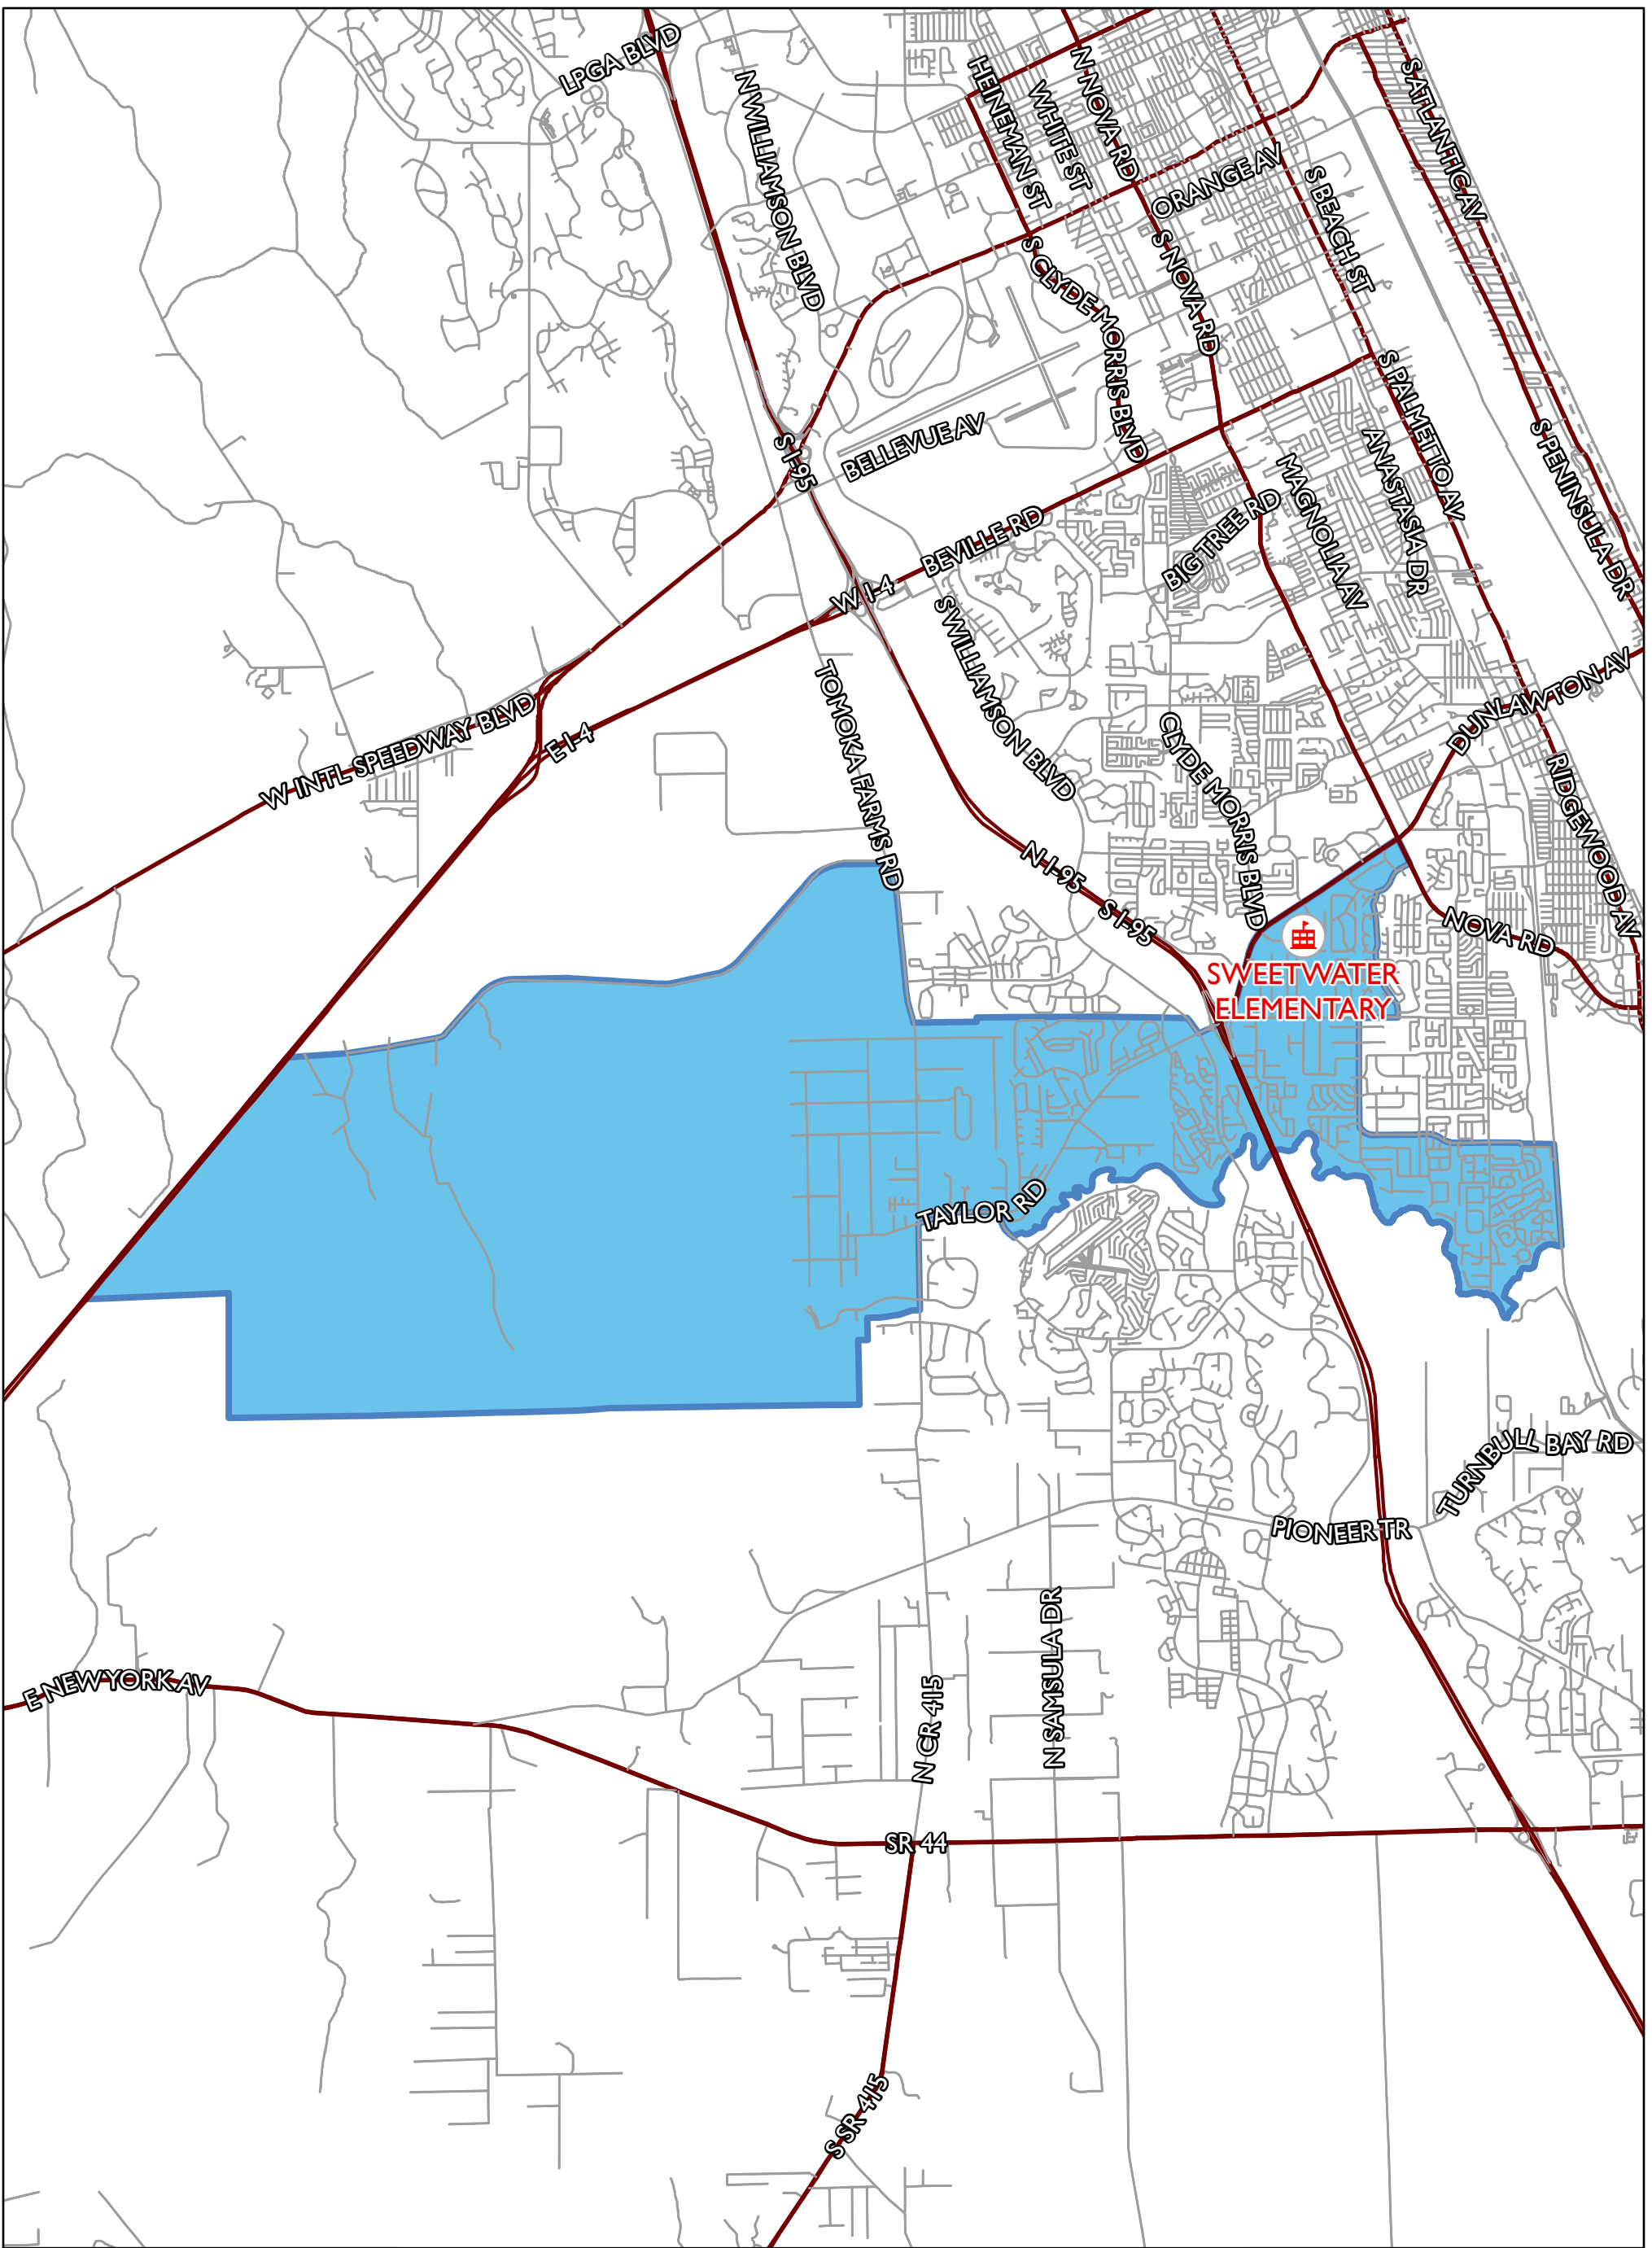 LPGA BLVD
N WILLIAMSON BLVD
HEINEMAN ST
WHITE ST
N NOVA RD
S ATLANTIC AV
ORANGE AV
S BEACH ST
S CLYDE MORRIS BLVD
S NOVA RD
S PALMETTO AV
S I-95
BELLEVUE AV
MAGNOLIA AV
ANASTASIA DR
S PENINSULA DR
BEVILLE RD
BIG TREE RD
W I-4
S WILLIAMSON BLVD
TOMOKA FARMS RD
DUNLAWTON AV
W INTL SPEEDWAY BLVD
E I-4
CLYDE MORRIS BLVD
RIDGEWOOD AV
N I-95
S I-95
NOVA RD
SWEETWATER
ELEMENTARY
TAYLOR RD
TURNBULL BAY RD
PIONEER TR
N SAMSULA DR
E NEW YORK AV
N CR 415
SR 44
S SR 415